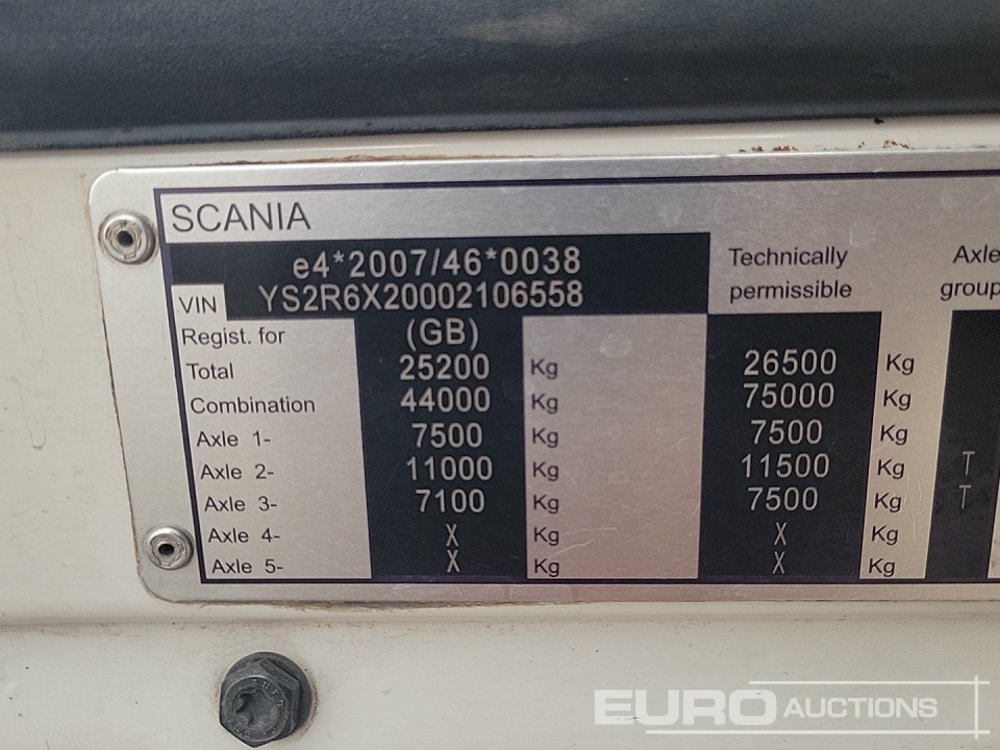 SCANIA
e4*2007/46*0038
VIN YS2R6X20002106558
Technically permissible
Axle group
Regist. for (GB)
Total 25200 Kg 26500 Kg
Combination 44000 Kg 75000 Kg
Axle 1- 7500 Kg 7500 Kg
Axle 2- 11000 Kg 11500 Kg T
Axle 3- 7100 Kg 7500 Kg T
Axle 4- X Kg X Kg
Axle 5- X Kg X Kg
EURO AUCTIONS